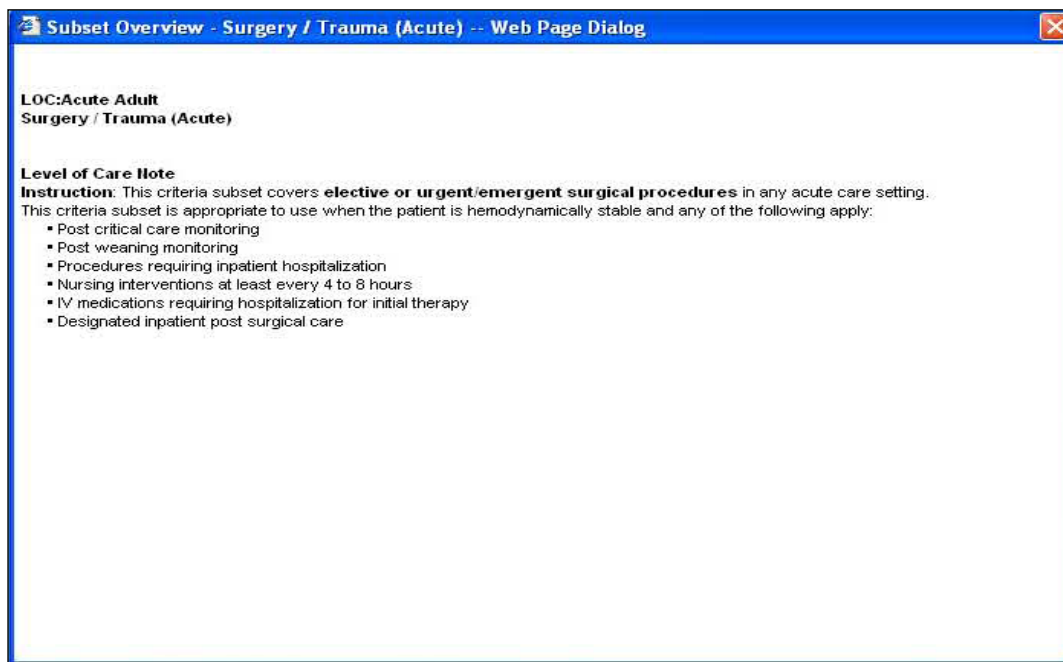 Subset Overview - Surgery / Trauma (Acute) -- Web Page Dialog
LOC:Acute Adult
Surgery / Trauma (Acute)
Level of Care Note
Instruction: This criteria subset covers elective or urgent/emergent surgical procedures in any acute care setting.
This criteria subset is appropriate to use when the patient is hemodynamically stable and any of the following apply:
▪ Post critical care monitoring
▪ Post weaning monitoring
▪ Procedures requiring inpatient hospitalization
▪ Nursing interventions at least every 4 to 8 hours
▪ IV medications requiring hospitalization for initial therapy
▪ Designated inpatient post surgical care